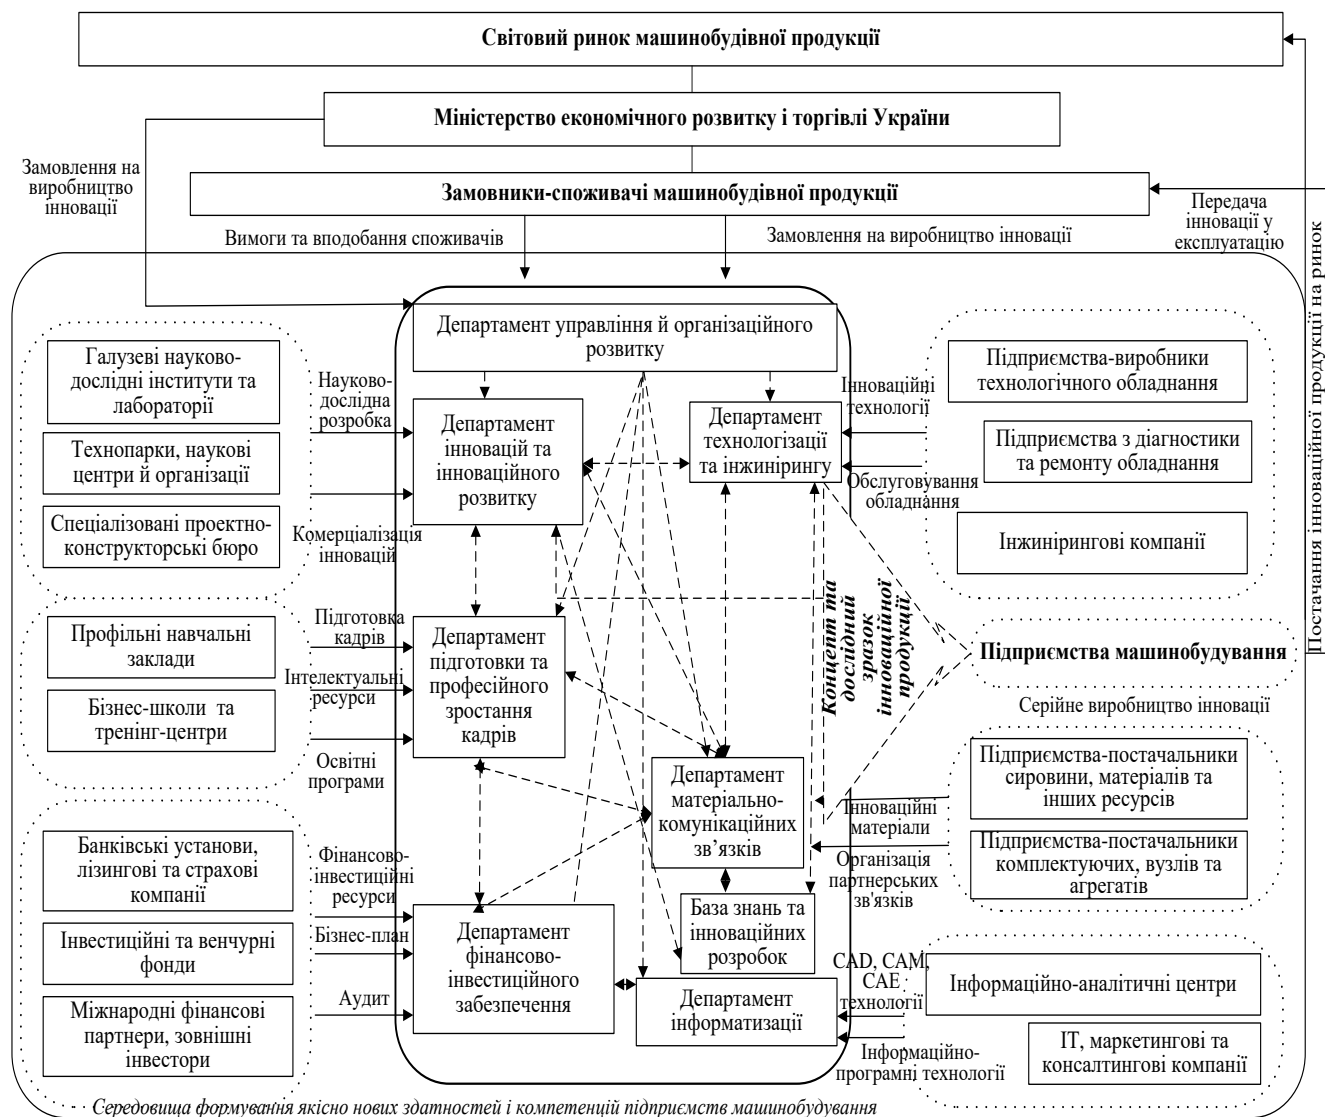 Світовий ринок машинобудівної продукції
Міністерство економічного розвитку і торгівлі України
Замовлення на
виробництво
інновації
Замовники-споживачі машинобудівної продукції
Передача
інновації у
експлуатацію
Постачання інноваційної продукції на ринок
Вимоги та вподобання споживачів
Замовлення на виробництво інновації
Департамент управління й організаційного
розвитку
Галузеві науково-
дослідні інститути та
лабораторії
Технопарки, наукові
центри й організації
Спеціалізовані проектно-
конструкторські бюро
Науково-
дослідна
розробка
Комерціалізація
інновацій
Департамент
інновацій та
інноваційного
розвитку
Департамент
технологізації
та інжинірингу
Інноваційні
технології
Обслуговування
обладнання
Підприємства-виробники
технологічного обладнання
Підприємства з діагностики
та ремонту обладнання
Інжинірингові компанії
Профільні навчальні
заклади
Бізнес-школи та
тренінг-центри
Підготовка
кадрів
Інтелектуальні
ресурси
Освітні
програми
Департамент
підготовки та
професійного
зростання
кадрів
Концепт та
дослідний
зразок
інноваційної
продукції
Підприємства машинобудування
Серійне виробництво інновації
Департамент
матеріально-
комунікаційних
зв’язків
Інноваційні
матеріали
Організація
партнерських
зв'язків
Підприємства-постачальники
сировини, матеріалів та
інших ресурсів
Підприємства-постачальники
комплектуючих, вузлів та
агрегатів
Банківські установи,
лізингові та страхові
компанії
Інвестиційні та венчурні
фонди
Міжнародні фінансові
партнери, зовнішні
інвестори
Фінансово-
інвестиційні
ресурси
Бізнес-план
Аудит
Департамент
фінансово-
інвестиційного
забезпечення
База знань та
інноваційних
розробок
Департамент
інформатизації
CAD, CAM,
CAE
технології
Інформаційно-
програмні технології
Інформаційно-аналітичні центри
ІТ, маркетингові та
консалтингові компанії
Середовища формування якісно нових здатностей і компетенцій підприємств машинобудування